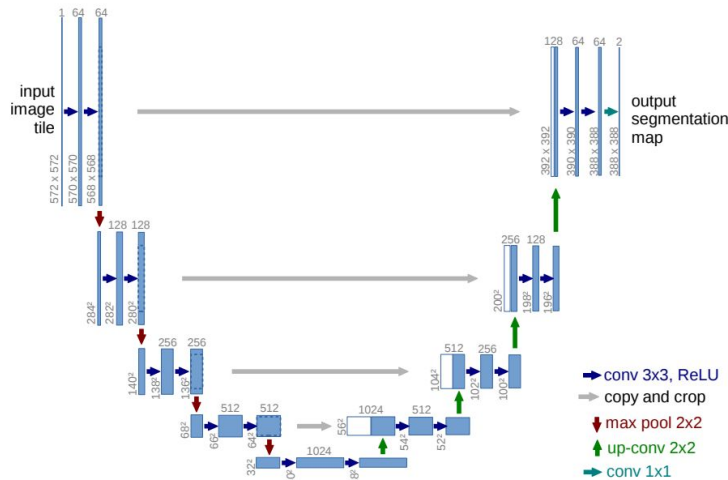 1
64
64
input
image
tile
572 x 572
570 x 570
568 x 568
128
64
64
2
output
segmentation
map
392 x 392
390 x 390
388 x 388
388 x 388
128
128
284²
282²
280²
256
128
200²
198²
196²
256
256
140²
138²
136²
512
256
104²
102²
100²
512
512
68²
66²
64²
1024
512
56²
54²
52²
1024
32²
0²
8²
conv 3x3, ReLU
copy and crop
max pool 2x2
up-conv 2x2
conv 1x1